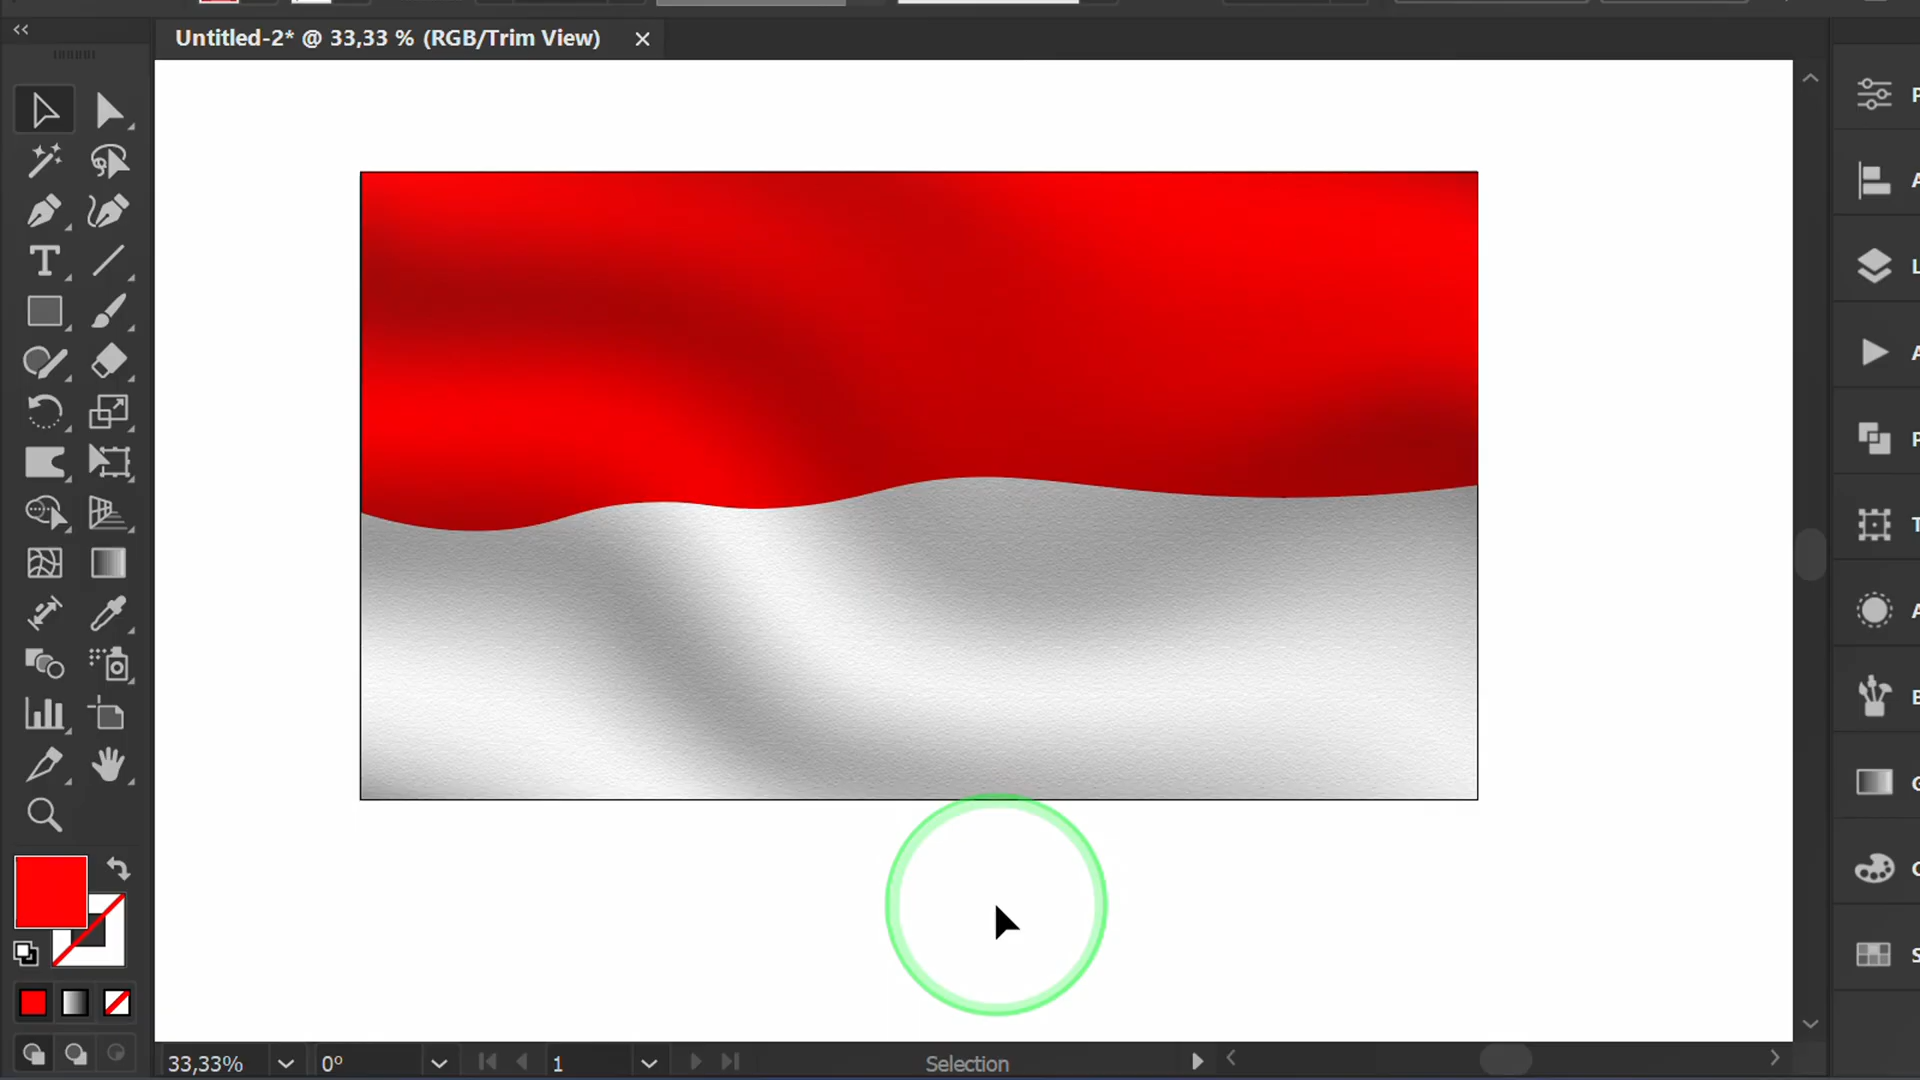 Untitled-2* @ 33,33 % (RGB/Trim View)
P
A
L
A
P
T
A
B
G
C
S
33,33%
0°
1
Selection